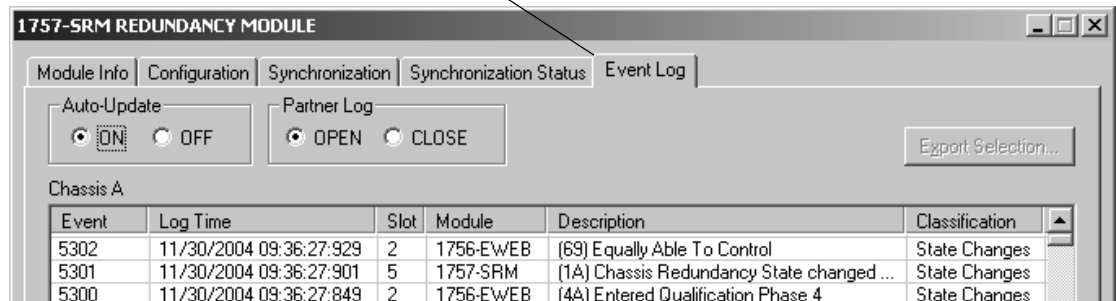 1757-SRM REDUNDANCY MODULE
Module Info Configuration Synchronization Synchronization Status Event Log
Auto-Update Partner Log
ON OFF OPEN CLOSE Export Selection...
Chassis A
Event Log Time Slot Module Description Classification
5302 11/30/2004 09:36:27:929 2 1756-EWEB (69) Equally Able To Control State Changes
5301 11/30/2004 09:36:27:901 5 1757-SRM (1A) Chassis Redundancy State changed ... State Changes
5300 11/30/2004 09:36:27:849 2 1756-EWEB (4A) Entered Qualification Phase 4 State Changes